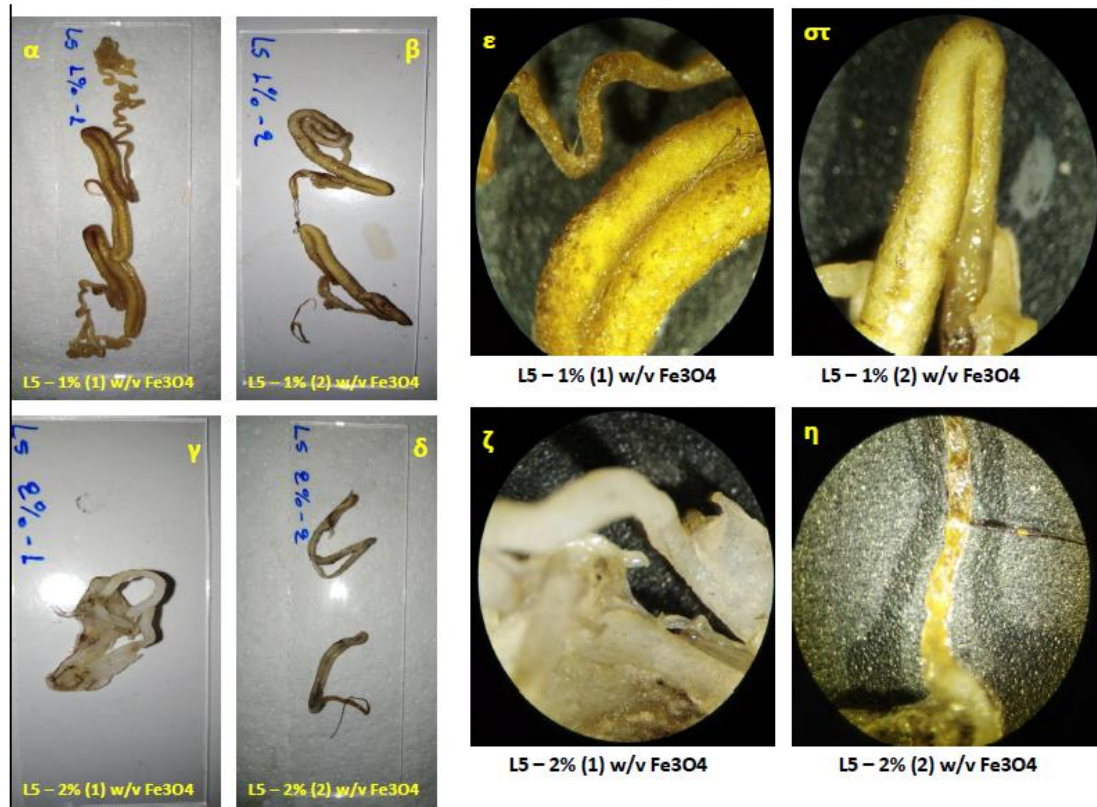 α
L5 1%-1
L5 – 1% (1) w/v Fe3O4
β
L5 1%-2
L5 – 1% (2) w/v Fe3O4
ε
L5 – 1% (1) w/v Fe3O4
στ
L5 – 1% (2) w/v Fe3O4
γ
L5 2%-1
L5 – 2% (1) w/v Fe3O4
δ
L5 2%-2
L5 – 2% (2) w/v Fe3O4
ζ
L5 – 2% (1) w/v Fe3O4
η
L5 – 2% (2) w/v Fe3O4